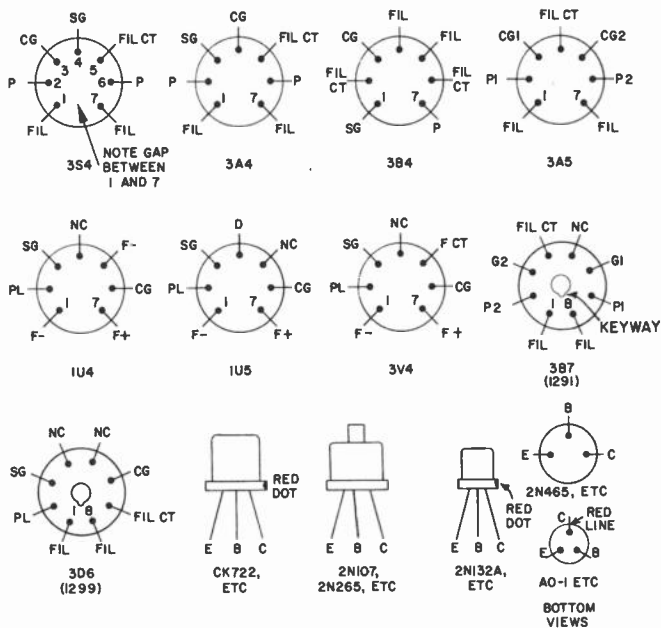 SG
CG
FIL CT
3
4
5
P
2
6
P
1
7
FIL
FIL
3S4
NOTE GAP
BETWEEN
1 AND 7
CG
SG
FIL CT
P
P
1
7
FIL
FIL
3A4
FIL
FIL
FIL
FIL
CT
FIL
CT
1
7
SG
P
3B4
FIL CT
CG1
CG2
P1
P2
1
7
FIL
FIL
3A5
NC
SG
F-
PL
CG
1
7
F-
F+
1U4
D
SG
NC
PL
CG
1
7
F-
F+
1U5
NC
SG
F CT
PL
CG
1
7
F-
F+
3V4
FIL CT
NC
G2
G1
P2
P1
1
8
KEYWAY
FIL
FIL
3B7
(1291)
NC
NC
SG
CG
PL
FIL CT
1
8
FIL
FIL
3D6
(1299)
RED
DOT
E
B
C
CK722,
ETC
E
B
C
2N107,
2N265, ETC
RED
DOT
E
B
C
2N132A,
ETC
B
E
C
2N465, ETC
RED
LINE
C
E
B
AO-1 ETC
BOTTOM
VIEWS